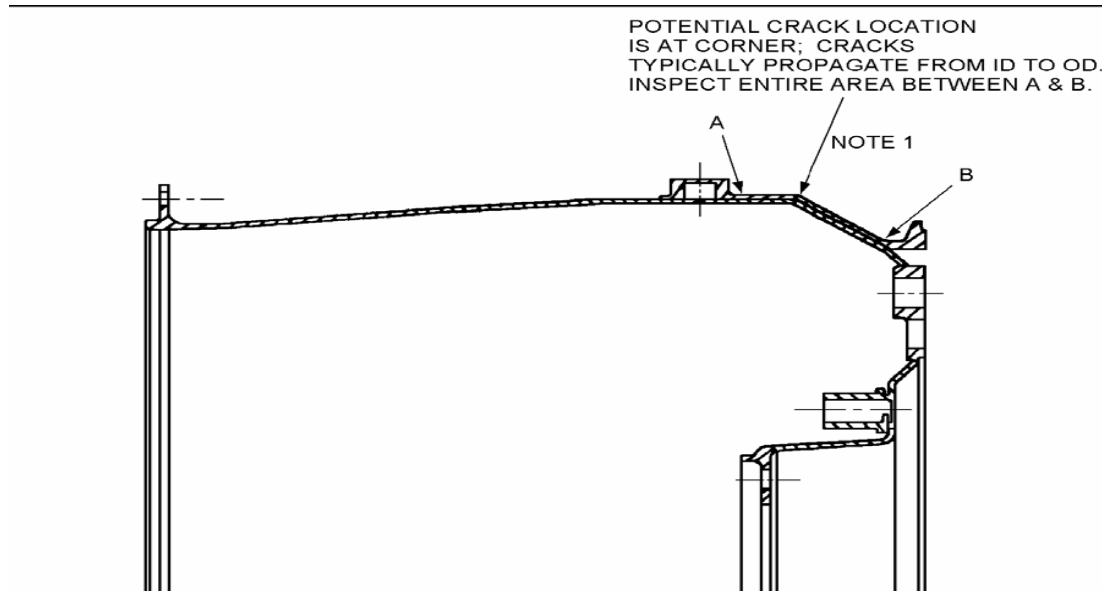 POTENTIAL CRACK LOCATION
IS AT CORNER; CRACKS
TYPICALLY PROPAGATE FROM ID TO OD.
INSPECT ENTIRE AREA BETWEEN A & B.
A
NOTE 1
B